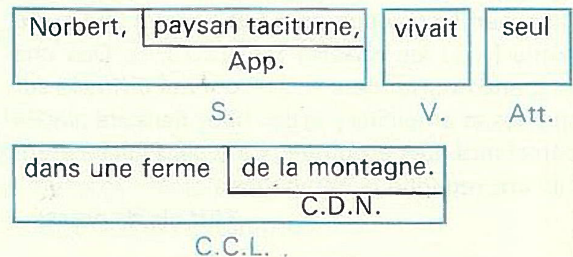 Norbert, paysan taciturne, vivait seul
App.
S. V. Att.
dans une ferme de la montagne.
C.D.N.
C.C.L.